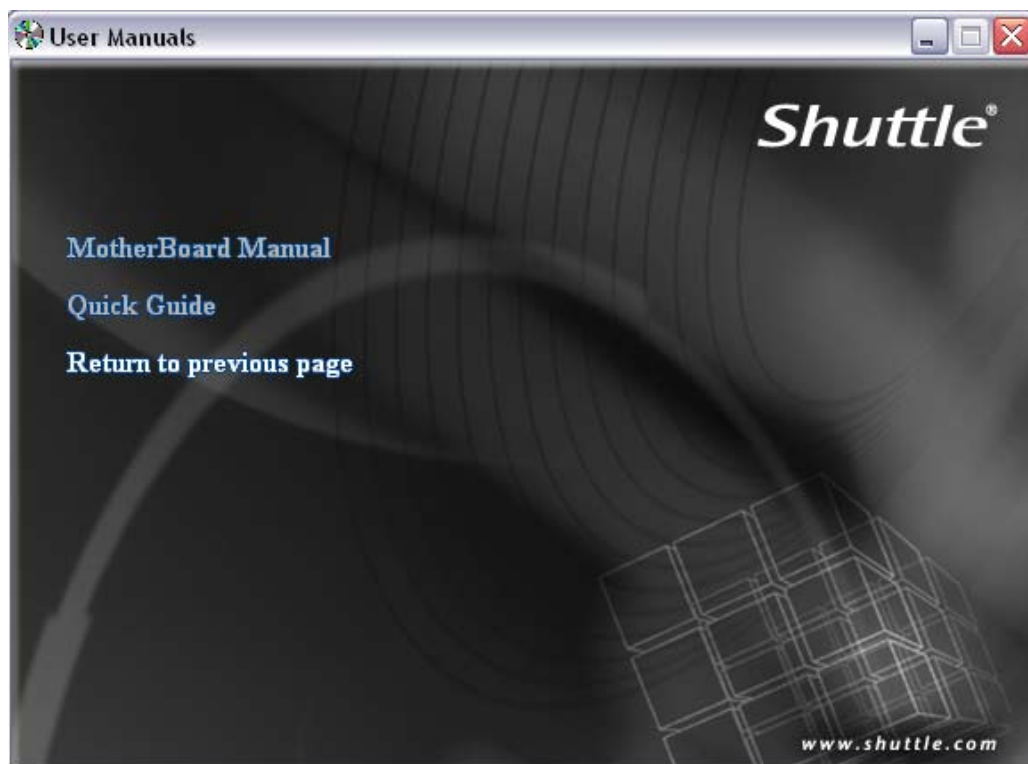 User Manuals
Shuttle®
MotherBoard Manual
Quick Guide
Return to previous page
www.shuttle.com